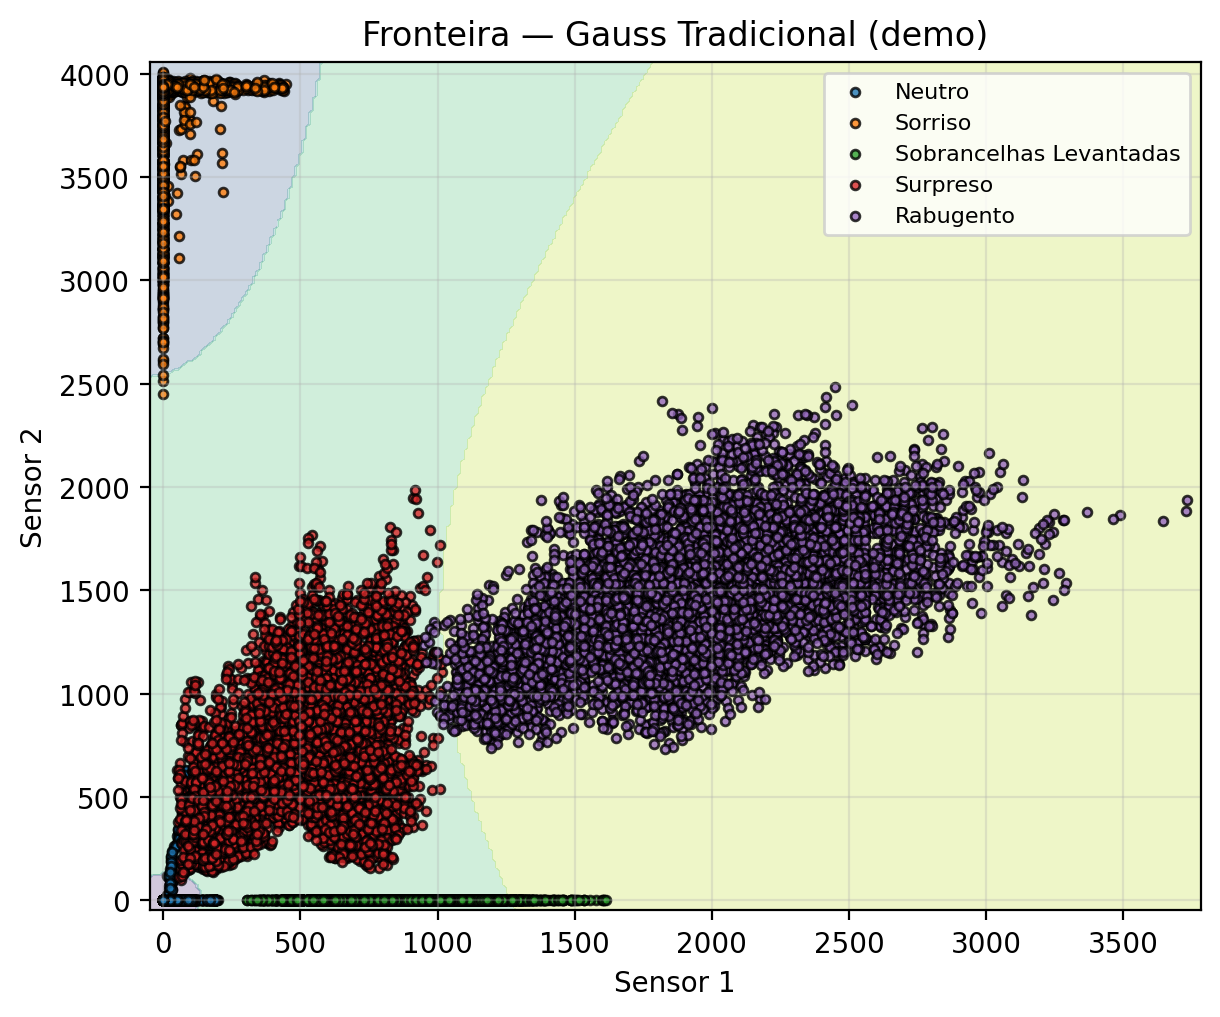 Fronteira — Gauss Tradicional (demo)
Neutro
Sorriso
Sobrancelhas Levantadas
Surpreso
Rabugento
4000
3500
3000
2500
2000
1500
1000
500
0
Sensor 2
0 500 1000 1500 2000 2500 3000 3500
Sensor 1